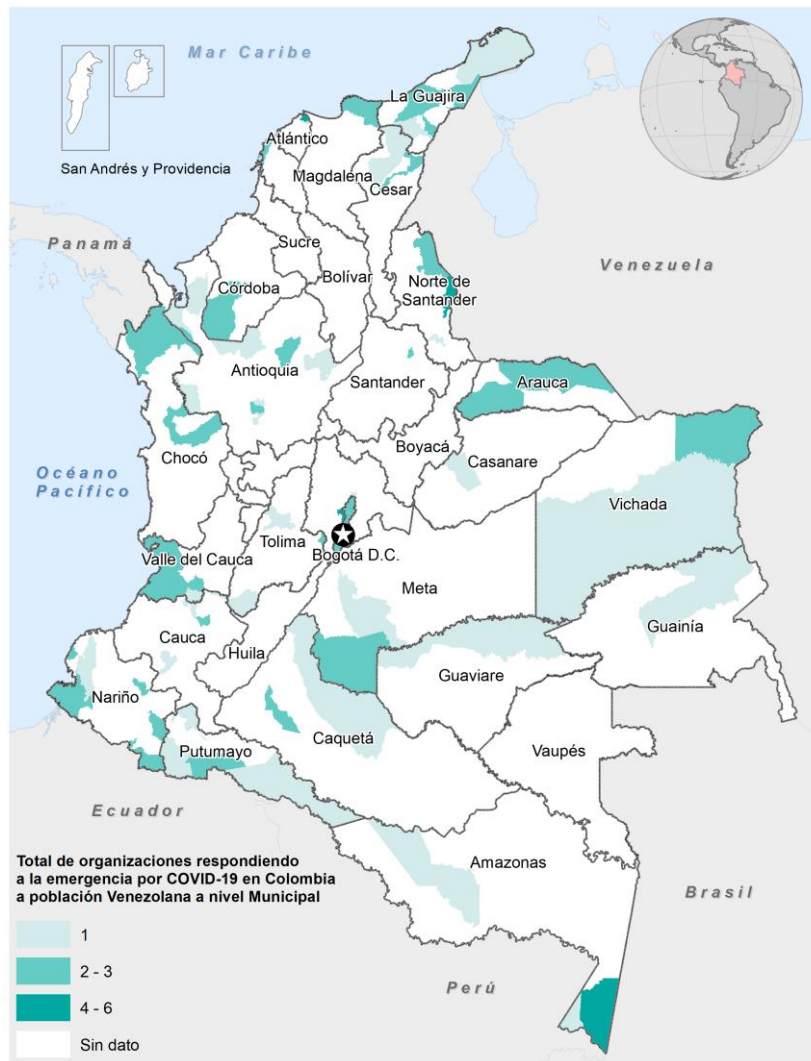 Mar Caribe
La Guajira
Atlántico
San Andrés y Providencia
Magdalena
Cesar
Panamá
Sucre
Venezuela
Córdoba
Bolívar
Norte de
Santander
Antioquia
Santander
Arauca
Boyacá
Chocó
Casanare
Océano
Pacífico
Vichada
Tolima
Valle del Cauca
Bogotá D.C.
Meta
Cauca
Guainía
Huila
Guaviare
Nariño
Caquetá
Putumayo
Vaupés
Ecuador
Total de organizaciones respondiendo
a la emergencia por COVID-19 en Colombia
a población Venezolana a nivel Municipal
Amazonas
Brasil
1
2 - 3
Perú
4 - 6
Sin dato